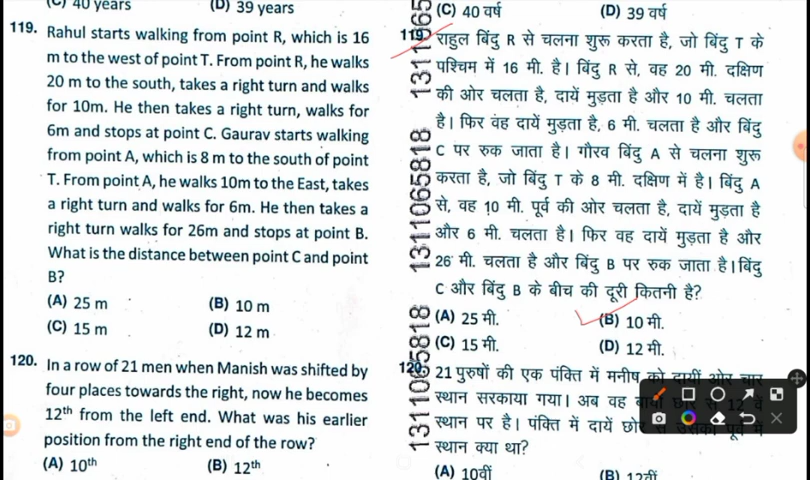 (C) 40 years (D) 39 years
119. Rahul starts walking from point R, which is 16
m to the west of point T. From point R, he walks
20 m to the south, takes a right turn and walks
for 10m. He then takes a right turn, walks for
6m and stops at point C. Gaurav starts walking
from point A, which is 8 m to the south of point
T. From point A, he walks 10m to the East, takes
a right turn and walks for 6m. He then takes a
right turn walks for 26m and stops at point B.
What is the distance between point C and point
B?
(A) 25 m (B) 10 m
(C) 15 m (D) 12 m
120. In a row of 21 men when Manish was shifted by
four places towards the right, now he becomes
12th from the left end. What was his earlier
position from the right end of the row?
(A) 10th (B) 12th
1311065818 1311065818 1311065
(C) 40 वर्ष (D) 39 वर्ष
119. राहुल बिंदु R से चलना शुरू करता है, जो बिंदु T के
पश्चिम में 16 मी. है। बिंदु R से, वह 20 मी. दक्षिण
की ओर चलता है, दायें मुड़ता है और 10 मी. चलता
है। फिर वह दायें मुड़ता है, 6 मी. चलता है और बिंदु
C पर रुक जाता है। गौरव बिंदु A से चलना शुरू
करता है, जो बिंदु T के 8 मी. दक्षिण में है। बिंदु A
से, वह 10 मी. पूर्व की ओर चलता है, दायें मुड़ता है
और 6 मी. चलता है। फिर वह दायें मुड़ता है और
26 मी. चलता है और बिंदु B पर रुक जाता है। बिंदु
C और बिंदु B के बीच की दूरी कितनी है?
(A) 25 मी. (B) 10 मी.
(C) 15 मी. (D) 12 मी.
120. 21 पुरुषों की एक पंक्ति में मनीष को दायीं ओर चार
स्थान सरकाया गया। अब वह
स्थान पर है। पंक्ति में दायें छोर
स्थान क्या था?
(A) 10वीं (B) 12वीं